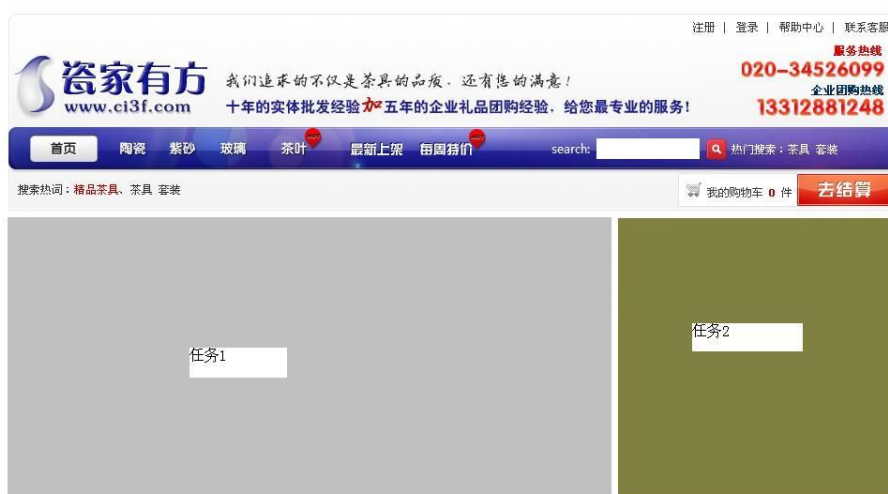 注册 | 登录 | 帮助中心 | 联系客服
服务热线
020-34526099
企业团购热线
13312881248
瓷家有方
www.ci3f.com
我们追求的不仅是茶具的品质、还有您的满意!
十年的实体批发经验加五年的企业礼品团购经验、给您最专业的服务!
首页 陶瓷 紫砂 玻璃 茶叶 HOT 最新上架 每周特价 HOT search: 热门搜索:茶具 套装
搜索热词:精品茶具、茶具 套装 我的购物车 0 件 去结算
任务1
任务2